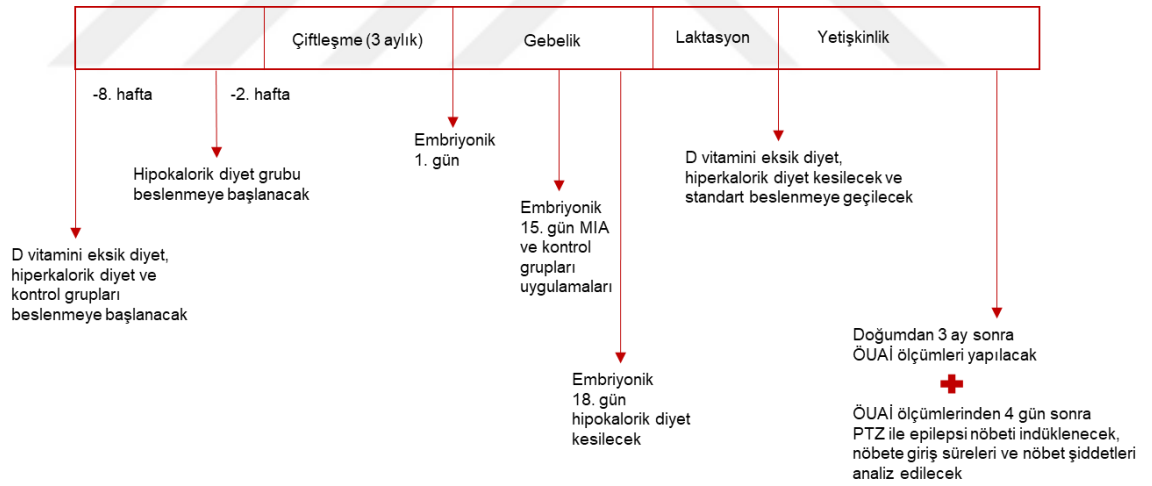 Çiftleşme (3 aylık)
Gebelik
Laktasyon
Yetişkinlik
-8. hafta
-2. hafta
Embriyonik
1. gün
Hipokalorik diyet grubu
beslenmeye başlanacak
D vitamini eksik diyet,
hiperkalorik diyet kesilecek ve
standart beslenmeye geçilecek
Embriyonik
15. gün MIA
ve kontrol
grupları
uygulamaları
D vitamini eksik diyet,
hiperkalorik diyet ve
kontrol grupları
beslenmeye başlanacak
Doğumdan 3 ay sonra
ÖUAİ ölçümleri yapılacak
Embriyonik
18. gün
hipokalorik diyet
kesilecek
ÖUAİ ölçümlerinden 4 gün sonra
PTZ ile epilepsi nöbeti indüklenecek,
nöbete giriş süreleri ve nöbet şiddetleri
analiz edilecek